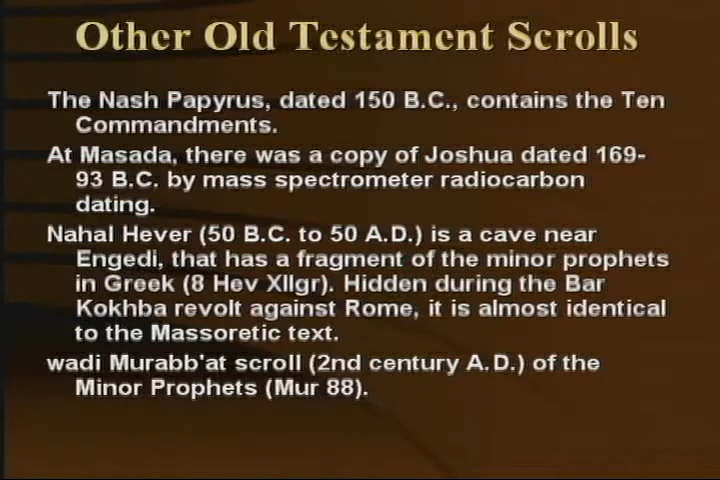 Other Old Testament Scrolls
The Nash Papyrus, dated 150 B.C., contains the Ten
Commandments.
At Masada, there was a copy of Joshua dated 169-
93 B.C. by mass spectrometer radiocarbon
dating.
Nahal Hever (50 B.C. to 50 A.D.) is a cave near
Engedi, that has a fragment of the minor prophets
in Greek (8 Hev XIIgr). Hidden during the Bar
Kokhba revolt against Rome, it is almost identical
to the Massoretic text.
wadi Murabb'at scroll (2nd century A.D.) of the
Minor Prophets (Mur 88).